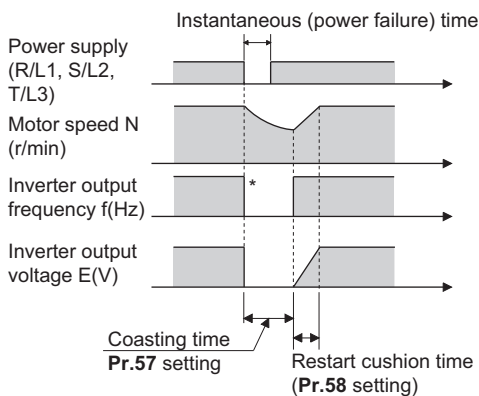 Instantaneous (power failure) time
Power supply
(R/L1, S/L2,
T/L3)
Motor speed N
(r/min)
Inverter output
frequency f(Hz)
*
Inverter output
voltage E(V)
Coasting time
Pr.57 setting
Restart cushion time
(Pr.58 setting)